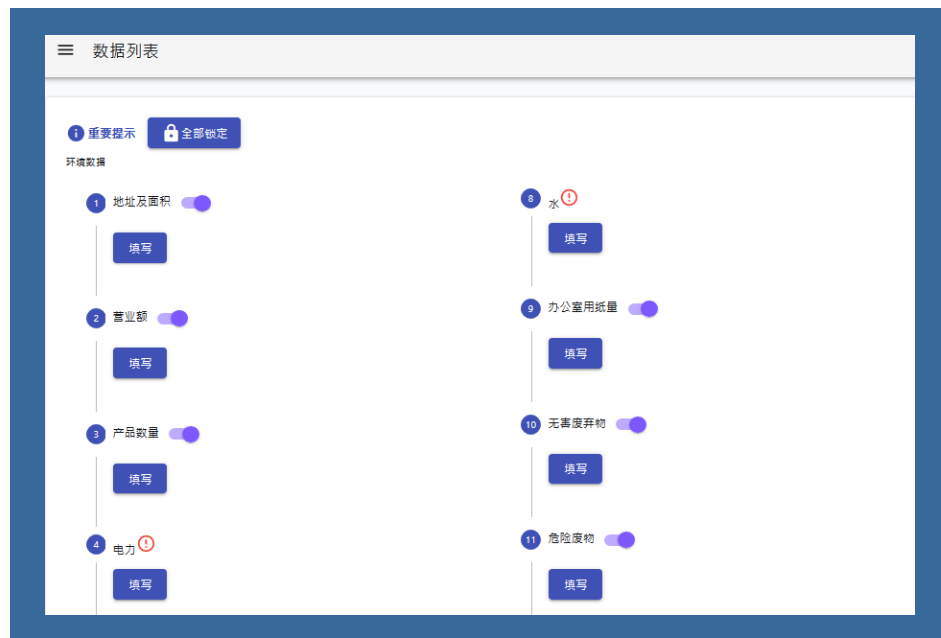 数据列表
重要提示
全部锁定
环境数据
1 地址及面积
填写
2 营业额
填写
3 产品数量
填写
4 电力
填写
8 水
填写
9 办公室用纸量
填写
10 无害废弃物
填写
11 危险废物
填写